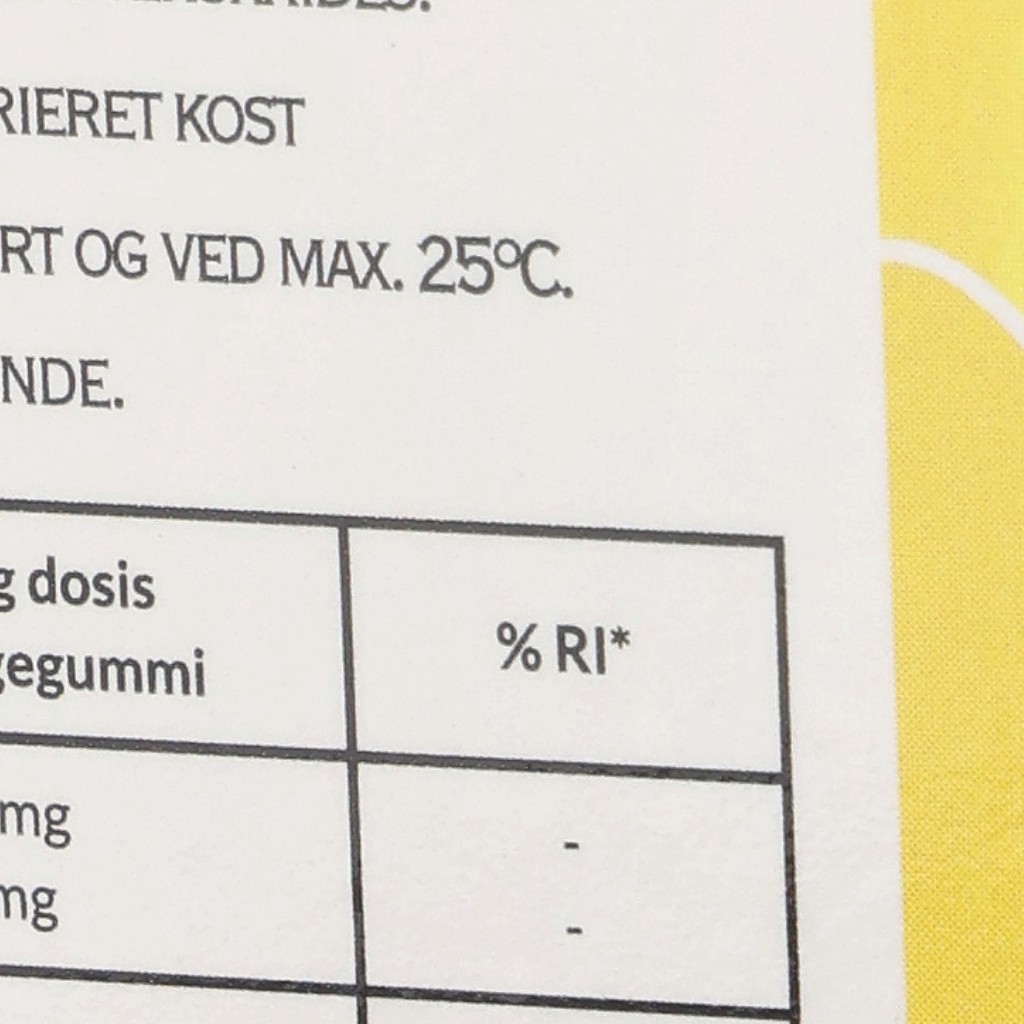 RIERET KOST
RT OG VED MAX. 25°C.
NDE.
g dosis
gegummi
% RI*
mg
-
mg
-